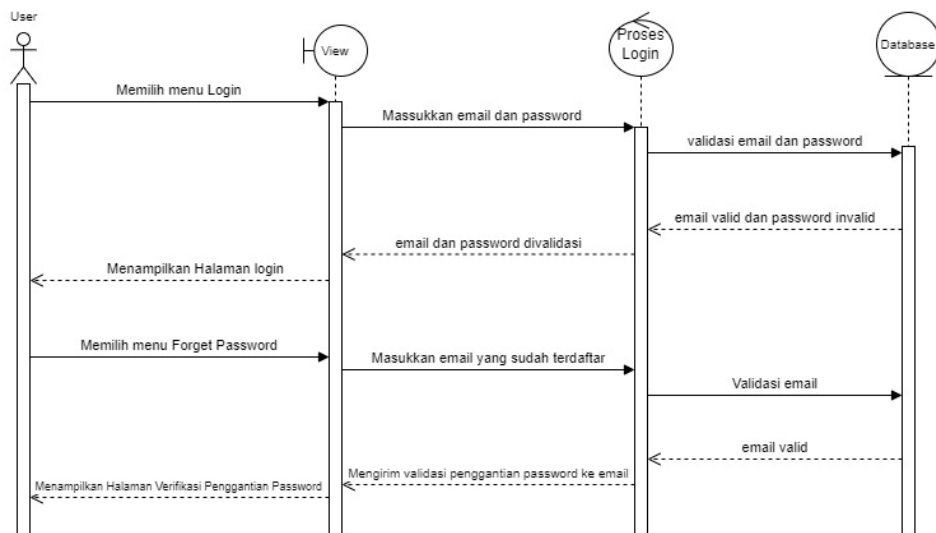 User
View
Proses
Login
Database
Memilih menu Login
Massukkan email dan password
validasi email dan password
email valid dan password invalid
email dan password divalidasi
Menampilkan Halaman login
Memilih menu Forget Password
Masukkan email yang sudah terdaftar
Validasi email
email valid
Mengirim validasi penggantian password ke email
Menampilkan Halaman Verifikasi Penggantian Password